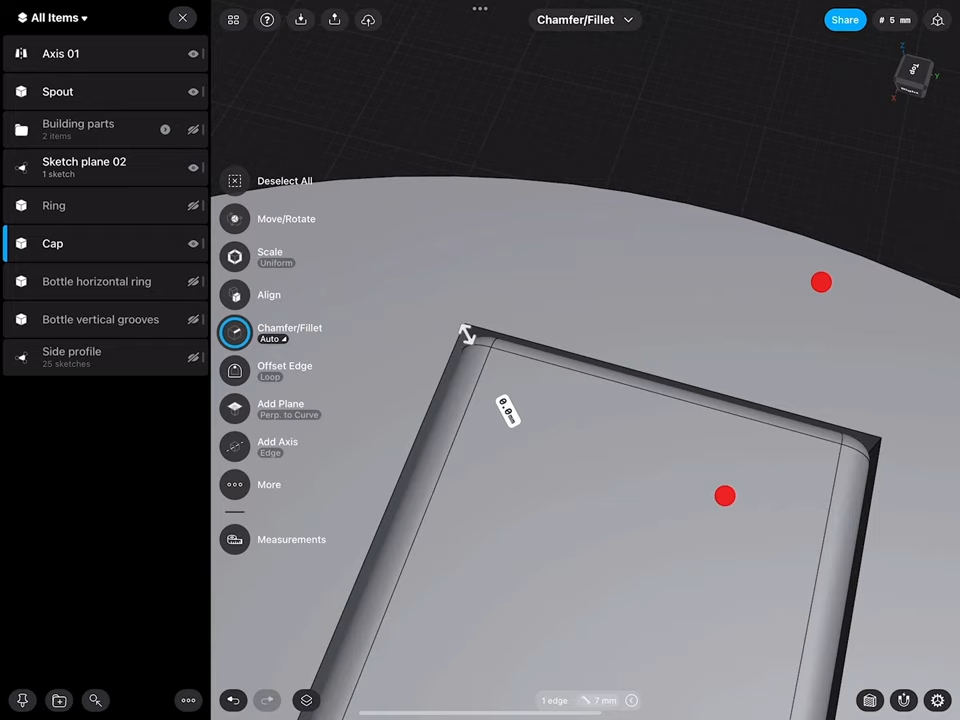 All Items
Chamfer/Fillet
Share
# 5 mm
Axis 01
Spout
Building parts
2 items
Sketch plane 02
1 sketch
Ring
Cap
Bottle horizontal ring
Bottle vertical grooves
Side profile
25 sketches
Deselect All
Move/Rotate
Scale
Uniform
Align
Chamfer/Fillet
Auto
Offset Edge
Loop
Add Plane
Perp. to Curve
Add Axis
Edge
More
Measurements
0.0mm
Z
Y
X
Top
1 edge
7 mm